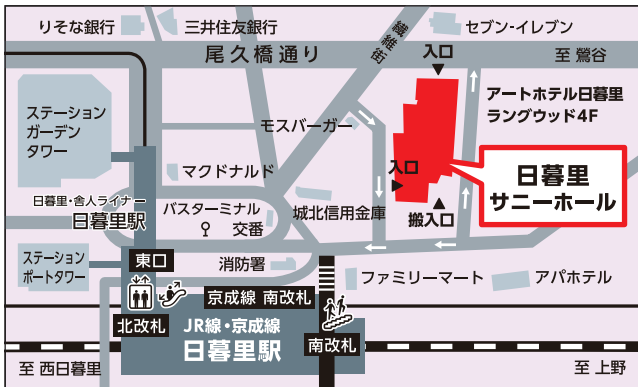 りそな銀行
三井住友銀行
繊維街
セブン-イレブン
尾久橋通り
入口
至 鶯谷
ステーション
ガーデン
タワー
アートホテル日暮里
ラングウッド4F
モスバーガー
マクドナルド
入口
日暮里
サニーホール
日暮里・舎人ライナー
日暮里駅
バスターミナル
交番
城北信用金庫
搬入口
ステーション
ポートタワー
東口
消防署
ファミリーマート
アパホテル
京成線 南改札
北改札
JR線・京成線
日暮里駅
南改札
至 西日暮里
至 上野